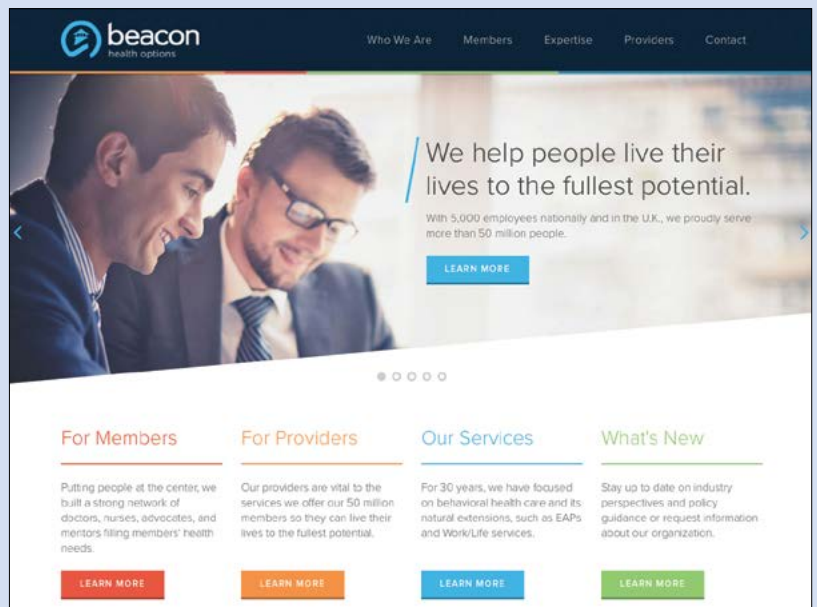 beacon
health options
Who We Are Members Expertise Providers Contact
We help people live their
lives to the fullest potential.
With 5,000 employees nationally and in the U.K., we proudly serve
more than 50 million people.
LEARN MORE
For Members
Putting people at the center, we
built a strong network of
doctors, nurses, advocates, and
mentors filling members' health
needs.
LEARN MORE
For Providers
Our providers are vital to the
services we offer our 50 million
members so they can live their
lives to the fullest potential.
LEARN MORE
Our Services
For 30 years, we have focused
on behavioral health care and its
natural extensions, such as EAPs
and Work/Life services.
LEARN MORE
What's New
Stay up to date on industry
perspectives and policy
guidance or request information
about our organization.
LEARN MORE